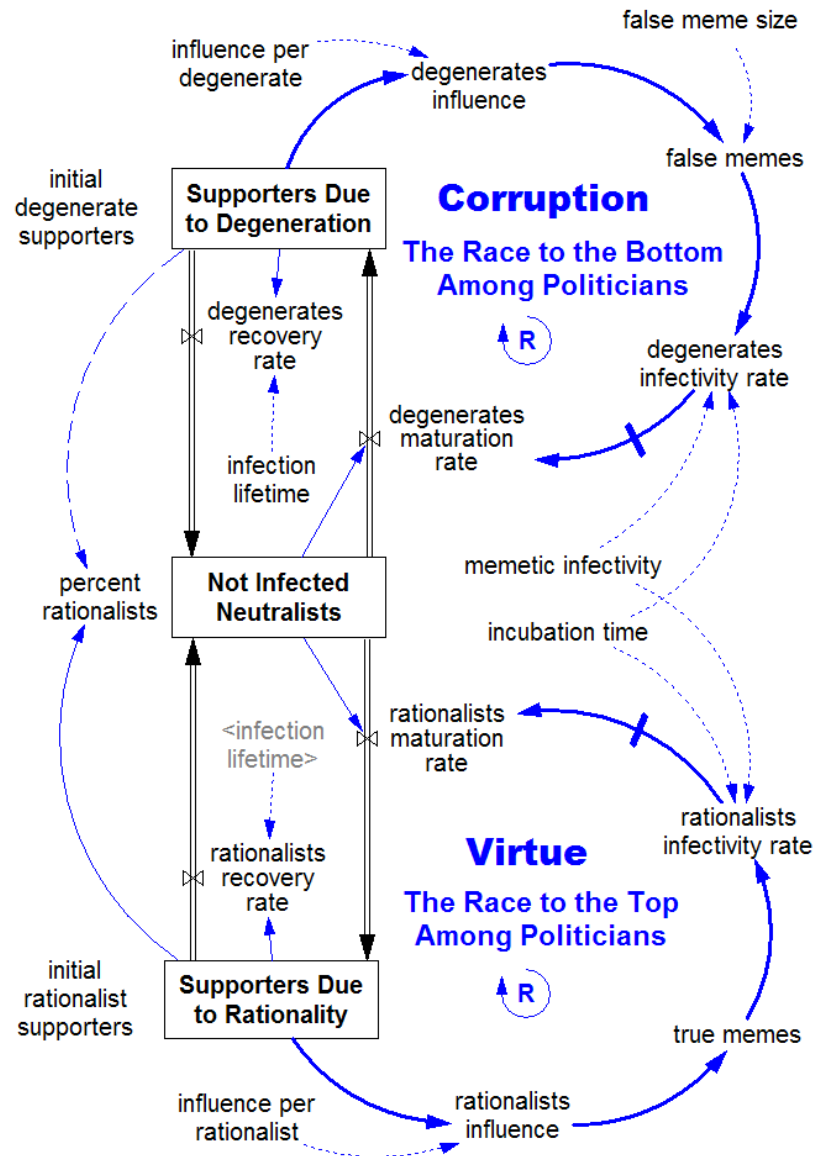 false meme size
influence per
degenerate
degenerates
influence
false memes
initial
degenerate
supporters
Supporters Due
to Degeneration
Corruption
The Race to the Bottom
Among Politicians
R
degenerates
recovery
rate
degenerates
infectivity rate
degenerates
maturation
rate
infection
lifetime
percent
rationalists
Not Infected
Neutralists
memetic infectivity
incubation time
<infection
lifetime>
rationalists
maturation
rate
rationalists
infectivity rate
rationalists
recovery
rate
Virtue
The Race to the Top
Among Politicians
R
initial
rationalist
supporters
Supporters Due
to Rationality
true memes
influence per
rationalist
rationalists
influence